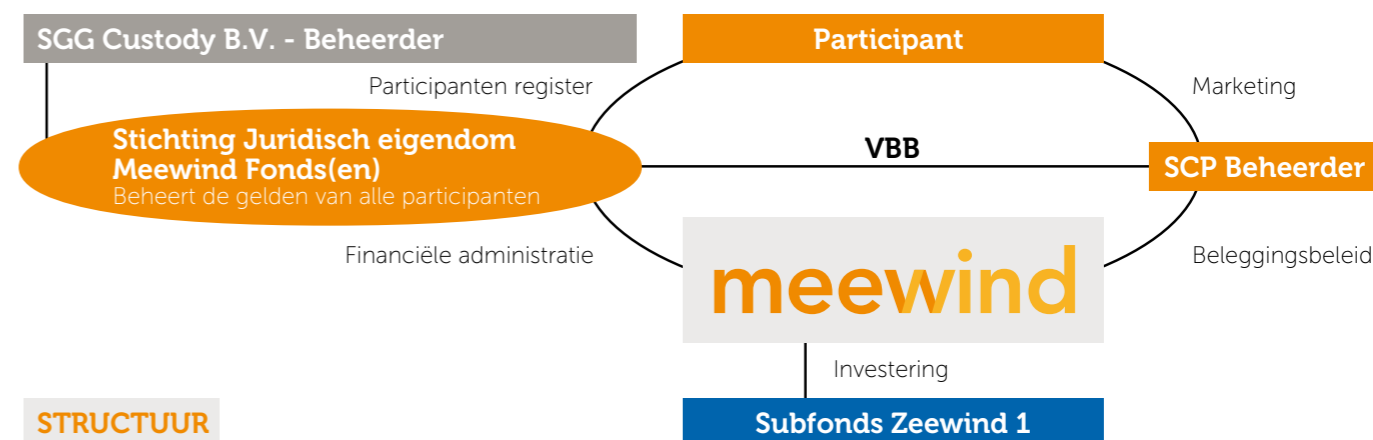 SGG Custody B.V. - Beheerder
Participant
Participanten register
Marketing
Stichting Juridisch eigendom
Meewind Fonds(en)
Beheert de gelden van alle participanten
VBB
SCP Beheerder
Financiële administratie
Beleggingsbeleid
meewind
Investering
STRUCTUUR
Subfonds Zeewind 1